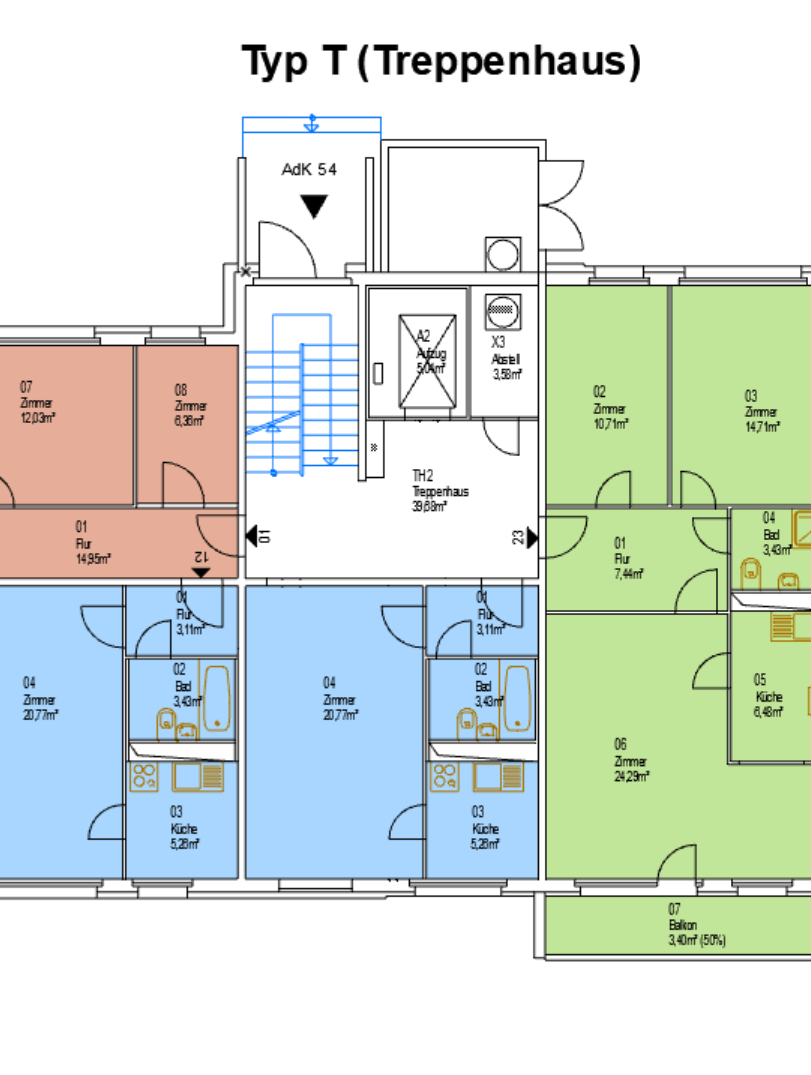 Typ T (Treppenhaus)
AdK 54
A2
Aufzug
5,04m²
X3
Abstell
3,58m²
07
Zimmer
12,03m²
08
Zimmer
6,36m²
02
Zimmer
10,71m²
03
Zimmer
14,71m²
TH2
Treppenhaus
39,68m²
01
Flur
14,95m²
12
01
23
01
Flur
7,44m²
04
Bad
3,43m²
01
Flur
3,11m²
01
Flur
3,11m²
04
Zimmer
20,77m²
02
Bad
3,43m²
04
Zimmer
20,77m²
02
Bad
3,43m²
05
Küche
6,48m²
06
Zimmer
24,29m²
03
Küche
5,26m²
03
Küche
5,26m²
07
Balkon
3,40m² (50%)